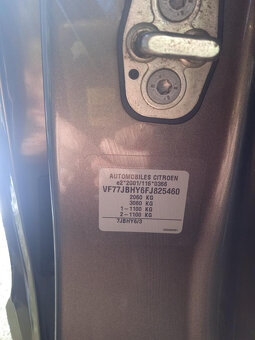 AUTOMOBILES CITROEN
e2*2001/116*0366
VF77JBHY6FJ825460
2060 KG
3060 KG
1-1100 KG
2-1100 KG
7JBHY6/3